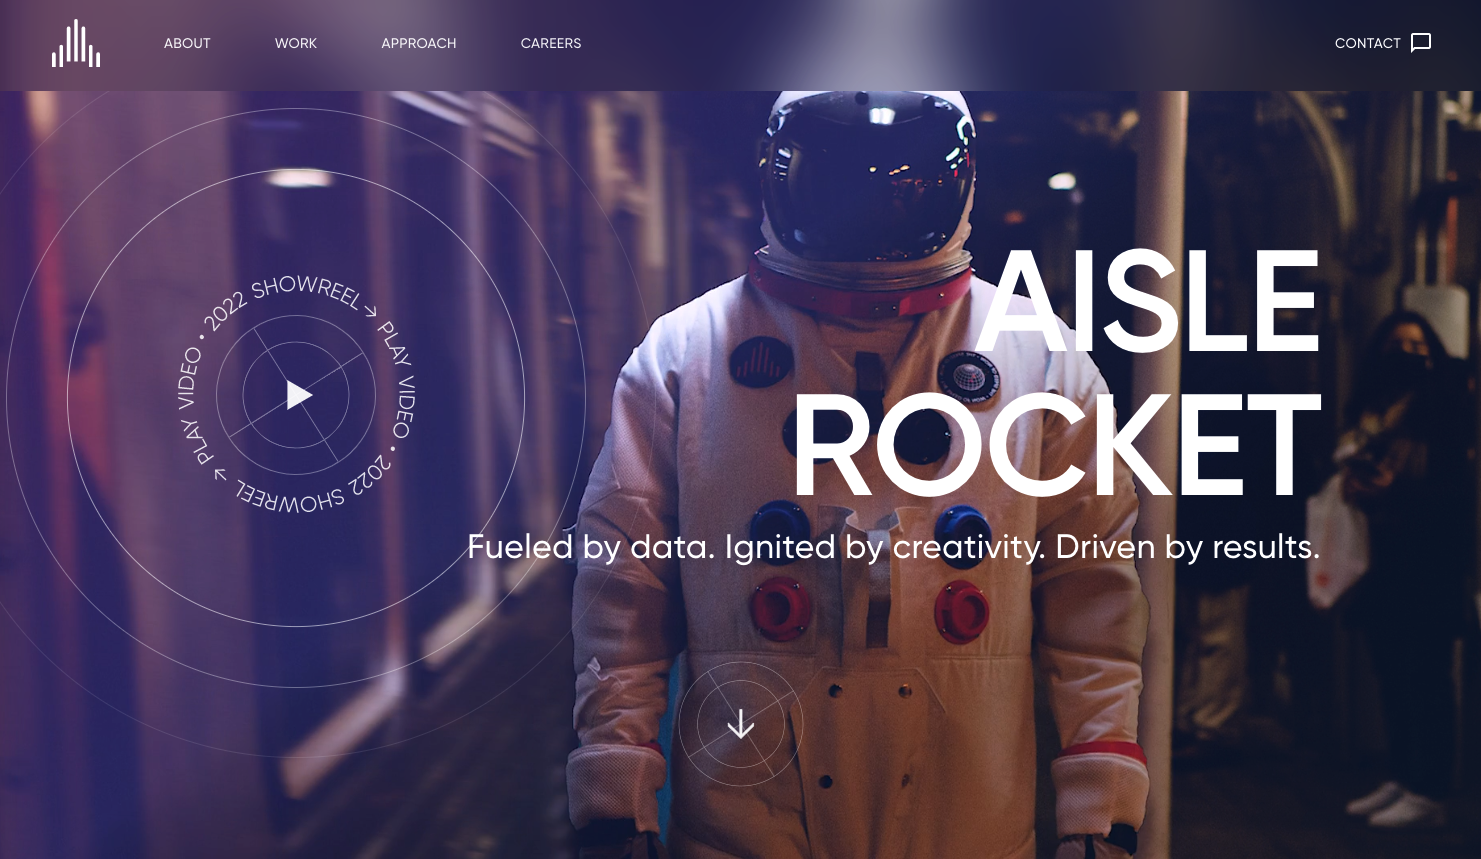 ABOUT
WORK
APPROACH
CAREERS
CONTACT
2022 SHOWREEL → PLAY VIDEO • 2022 SHOWREEL → PLAY VIDEO •
AISLE
ROCKET
Fueled by data. Ignited by creativity. Driven by results.